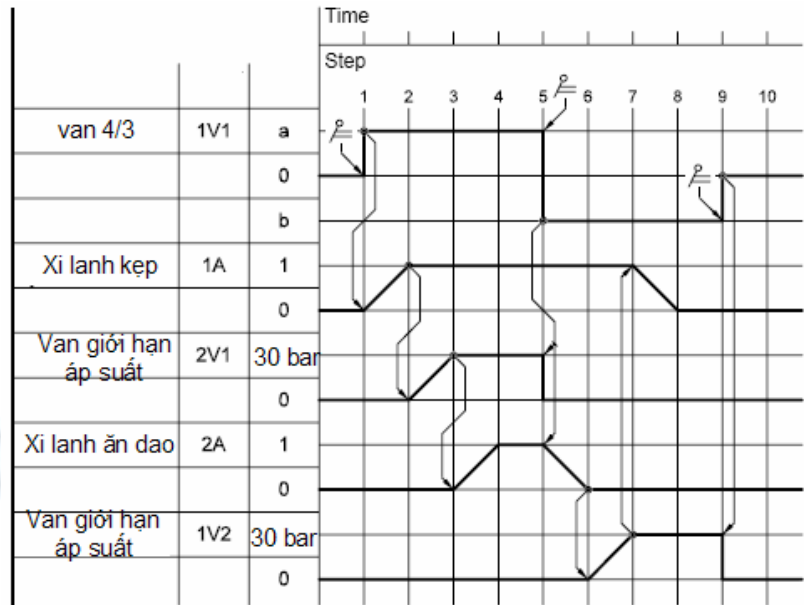 Time
Step
1 2 3 4 5 6 7 8 9 10
van 4/3 1V1 a
0
b
Xi lanh kẹp 1A 1
0
Van giới hạn
áp suất 2V1 30 bar
0
Xi lanh ăn dao 2A 1
0
Van giới hạn
áp suất 1V2 30 bar
0